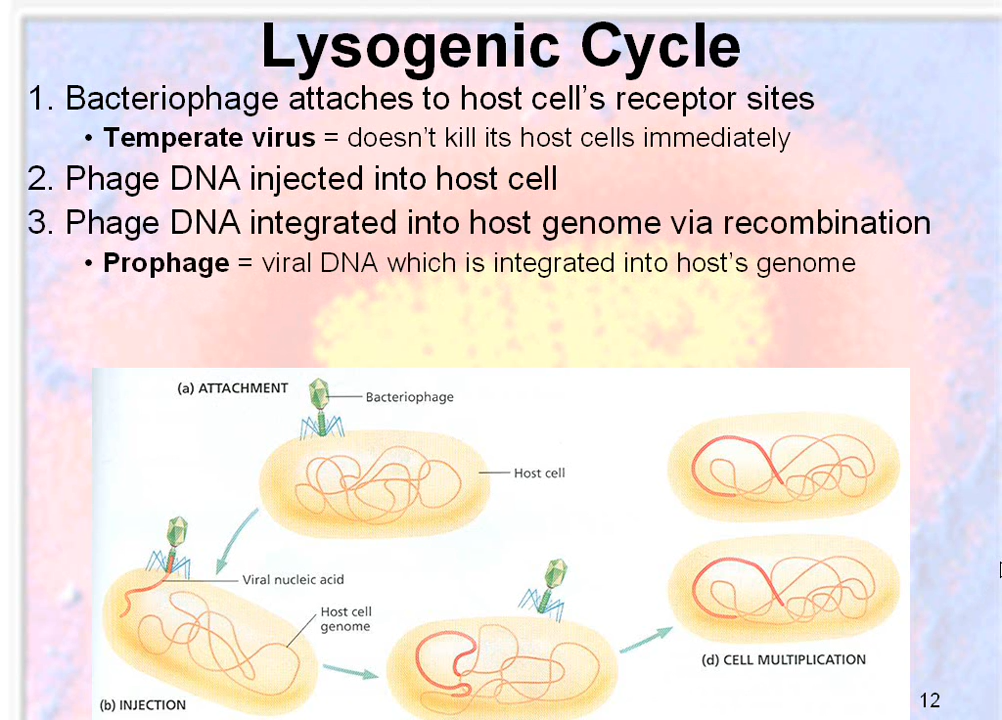 Lysogenic Cycle
1. Bacteriophage attaches to host cell's receptor sites
• Temperate virus = doesn't kill its host cells immediately
2. Phage DNA injected into host cell
3. Phage DNA integrated into host genome via recombination
• Prophage = viral DNA which is integrated into host's genome
(a) ATTACHMENT
Bacteriophage
Host cell
Viral nucleic acid
Host cell
genome
(b) INJECTION
(d) CELL MULTIPLICATION
12